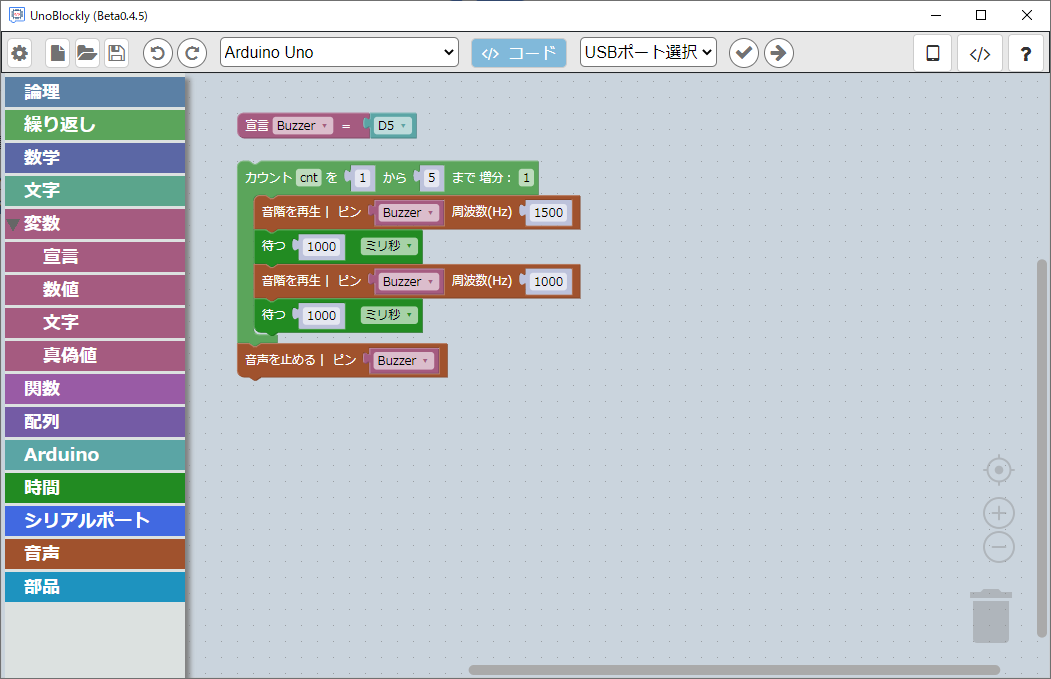 UnoBlockly (Beta0.4.5)
Arduino Uno
</> コード
USBポート選択
</>
?
論理
繰り返し
数学
文字
変数
宣言
数値
文字
真偽値
関数
配列
Arduino
時間
シリアルポート
音声
部品
宣言 Buzzer = D5
カウント cnt を 1 から 5 まで 増分： 1
音階を再生 | ピン Buzzer 周波数(Hz) 1500
待つ 1000 ミリ秒
音階を再生 | ピン Buzzer 周波数(Hz) 1000
待つ 1000 ミリ秒
音声を止める | ピン Buzzer